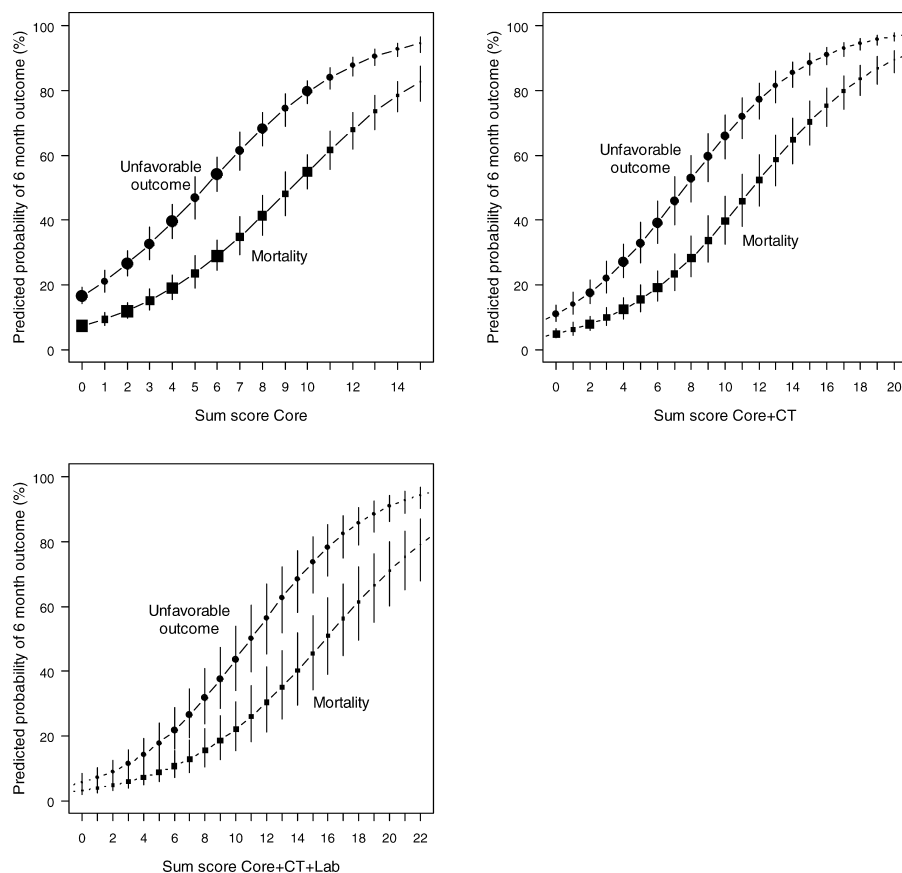 Predicted probability of 6 month outcome (%)
100
80
60
40
20
0
Unfavorable
outcome
Mortality
0 1 2 3 4 5 6 7 8 9 10 12 14
Sum score Core
Predicted probability of 6 month outcome (%)
100
80
60
40
20
0
Unfavorable
outcome
Mortality
0 2 4 6 8 10 12 14 16 18 20
Sum score Core+CT
Predicted probability of 6 month outcome (%)
100
80
60
40
20
0
Unfavorable
outcome
Mortality
0 2 4 6 8 10 12 14 16 18 20 22
Sum score Core+CT+Lab